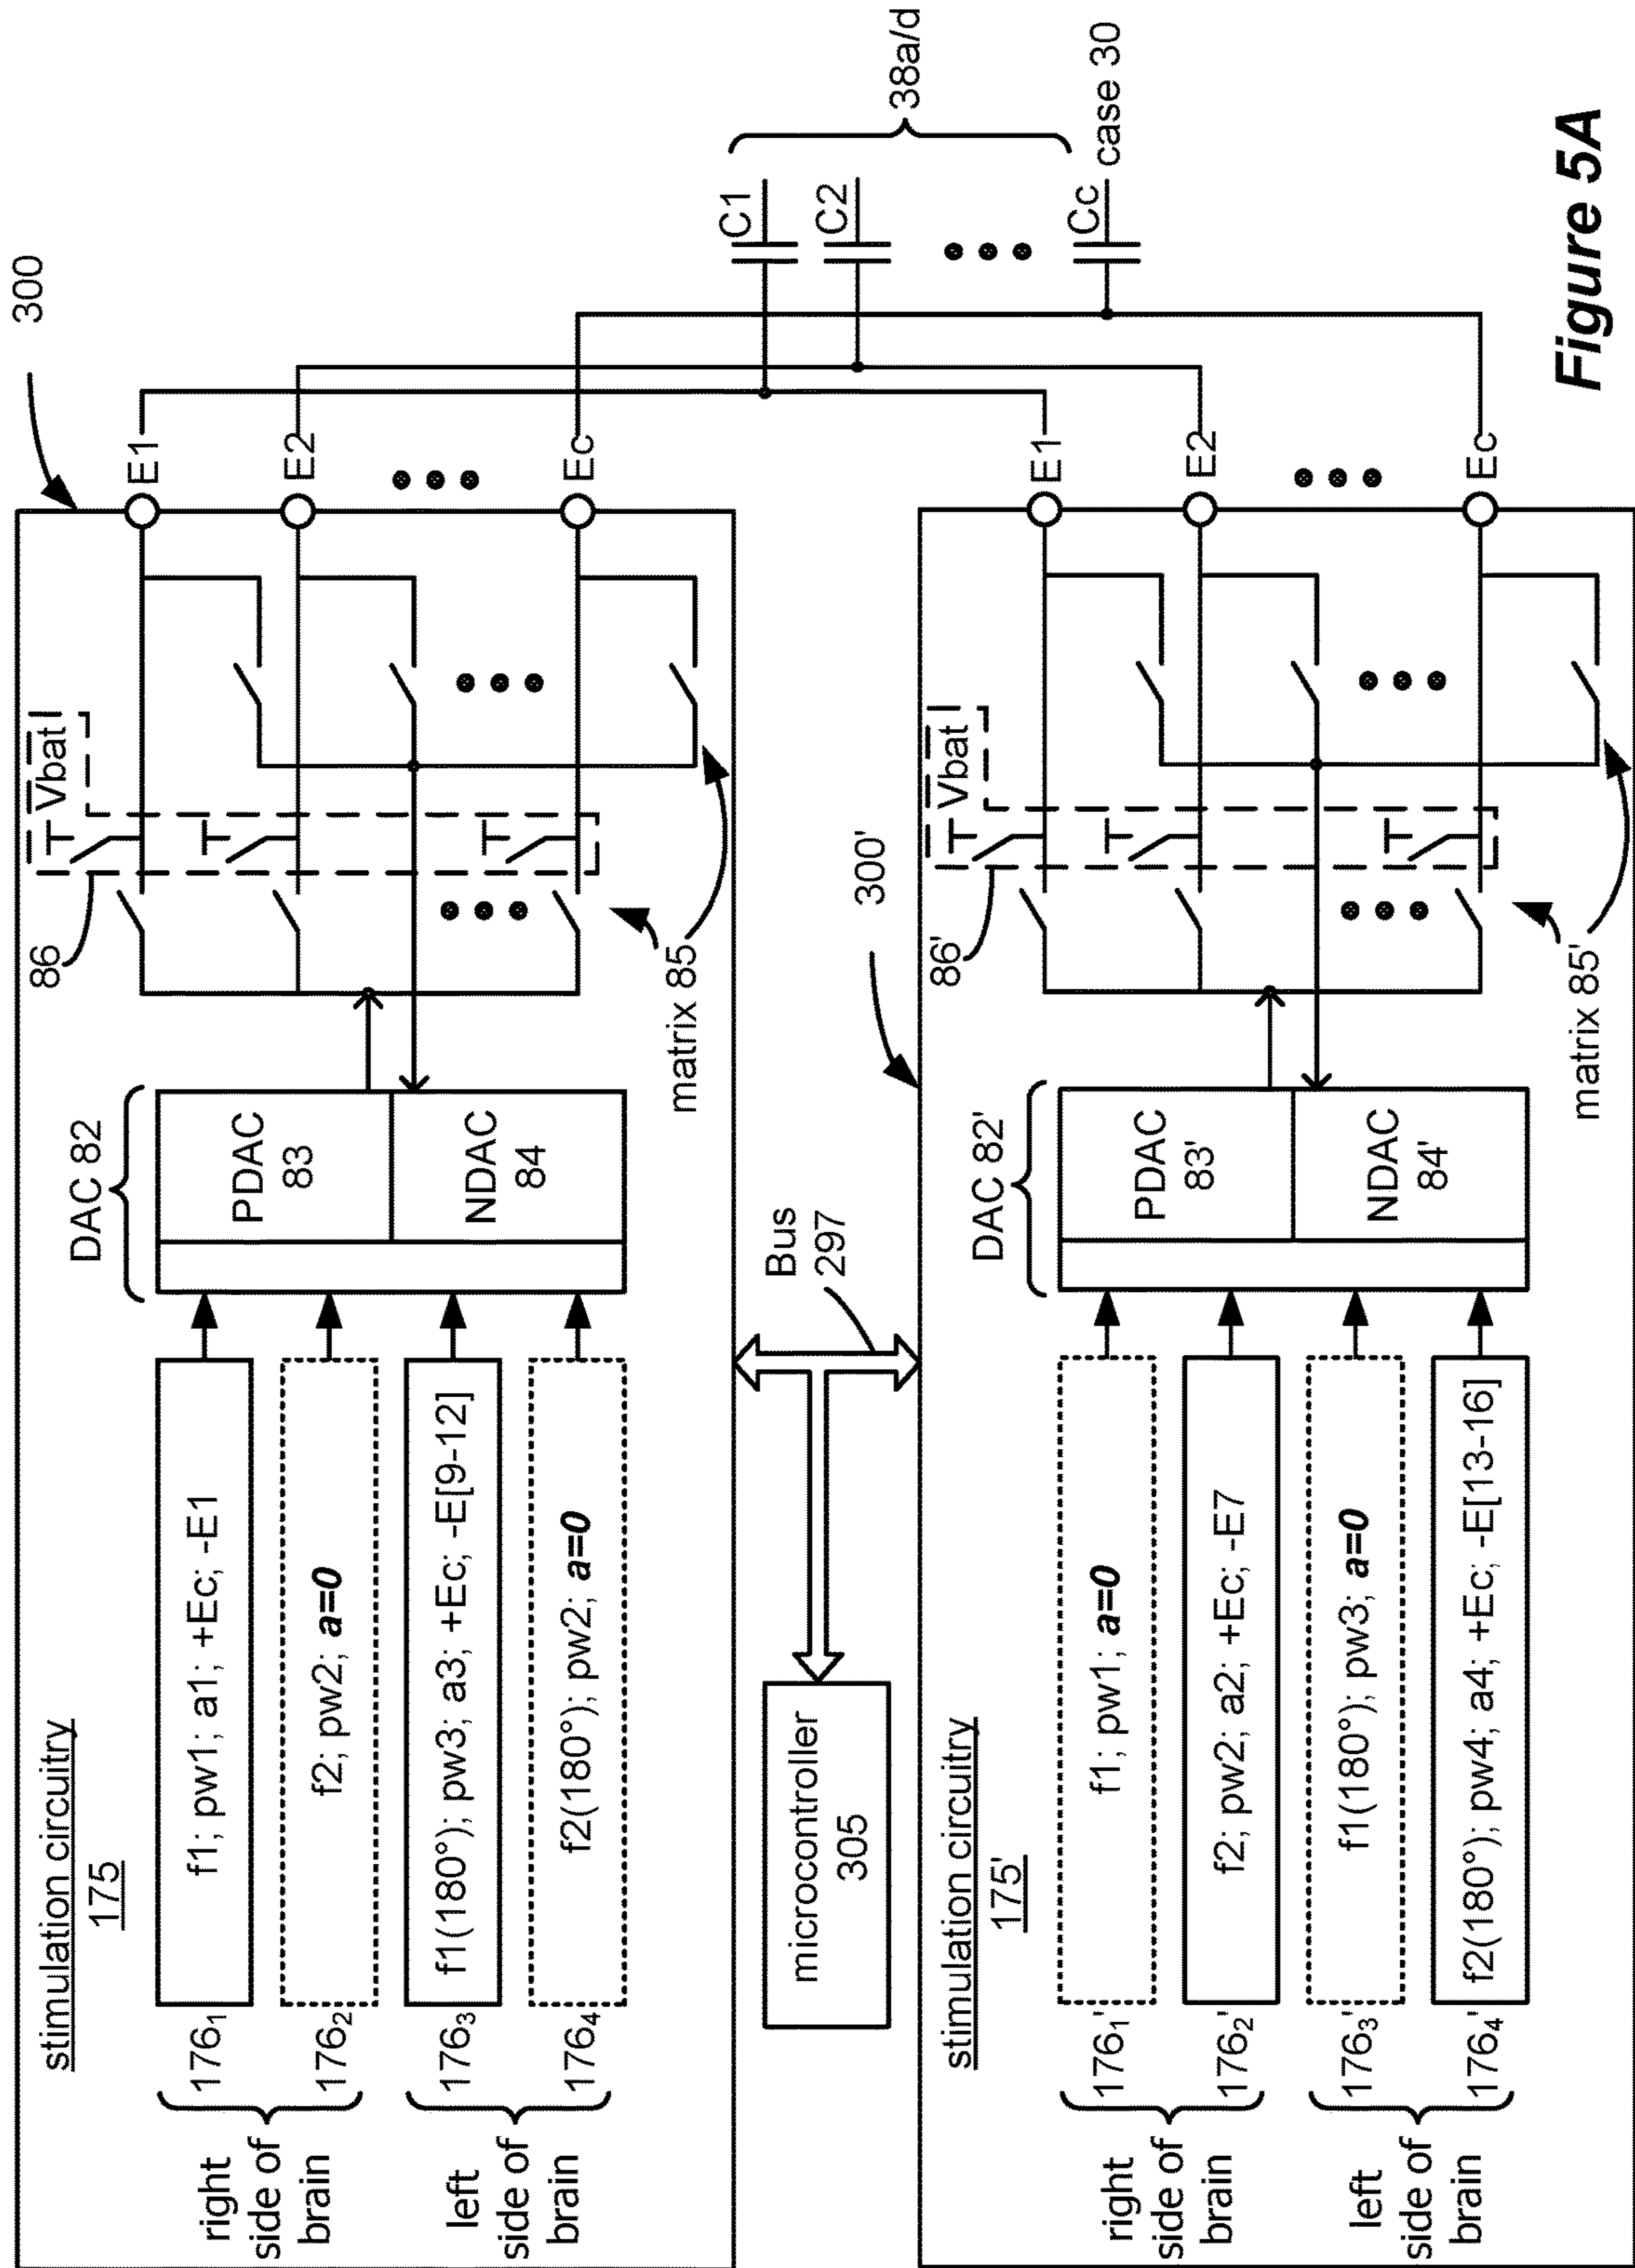 300
stimulation circuitry
175
right
side of
brain
left
side of
brain
176₁
176₂
176₃
176₄
f1; pw1; a1; +Ec; -E1
f2; pw2; a=0
f1(180°); pw3; a3; +Ec; -E[9-12]
f2(180°); pw2; a=0
DAC 82
PDAC
83
NDAC
84
86
Vbat
matrix 85
E1
E2
Ec
microcontroller
305
Bus
297
C1
C2
Cc
38a/d
case 30
300'
stimulation circuitry
175'
right
side of
brain
left
side of
brain
176₁'
176₂'
176₃'
176₄'
f1; pw1; a=0
f2; pw2; a2; +Ec; -E7
f1(180°); pw3; a=0
f2(180°); pw4; a4; +Ec; -E[13-16]
DAC 82'
PDAC
83'
NDAC
84'
86'
Vbat
matrix 85'
E1
E2
Ec
Figure 5A